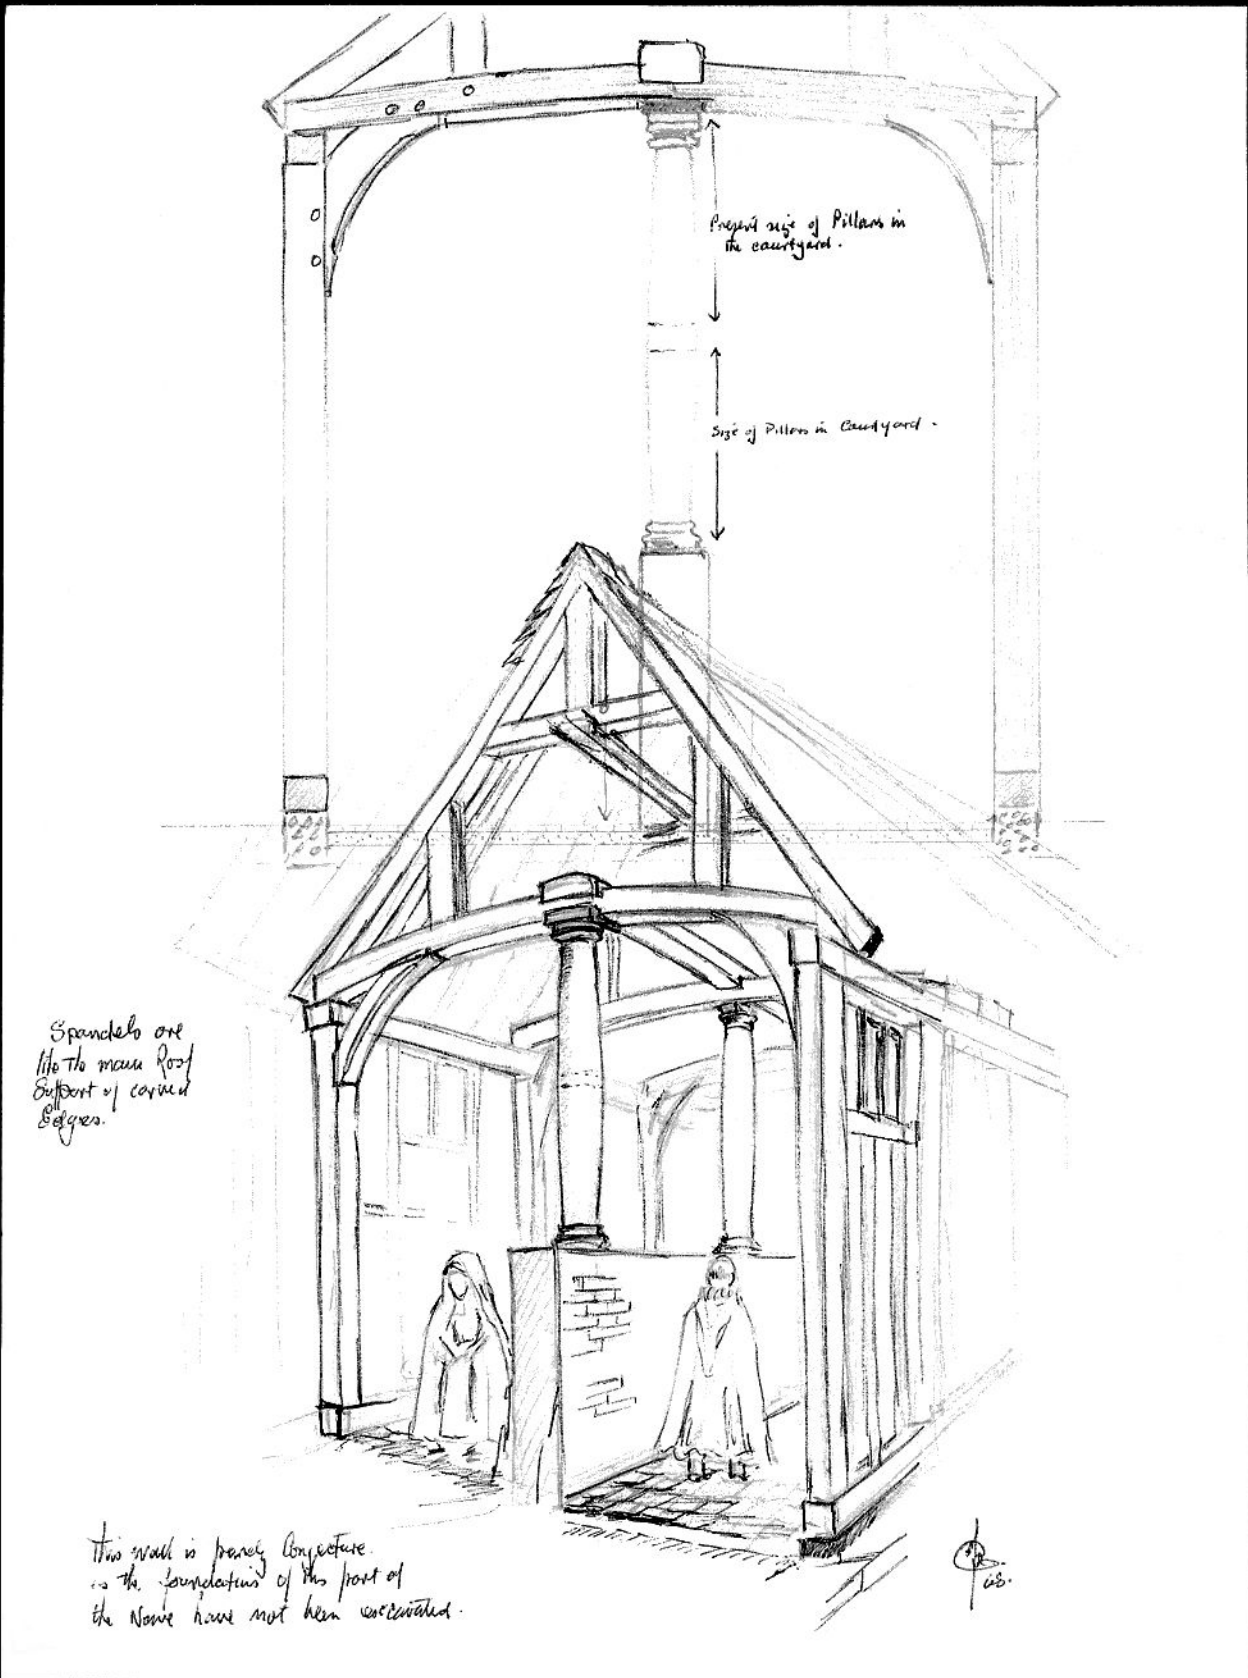 Present size of Pillars in
the courtyard.
Size of Pillars in Courtyard.
Spandels are
like the main Roof
Support of carved
Edges.
This wall is purely Conjecture.
as the foundations of this part of
the Nave have not been excavated.
68.